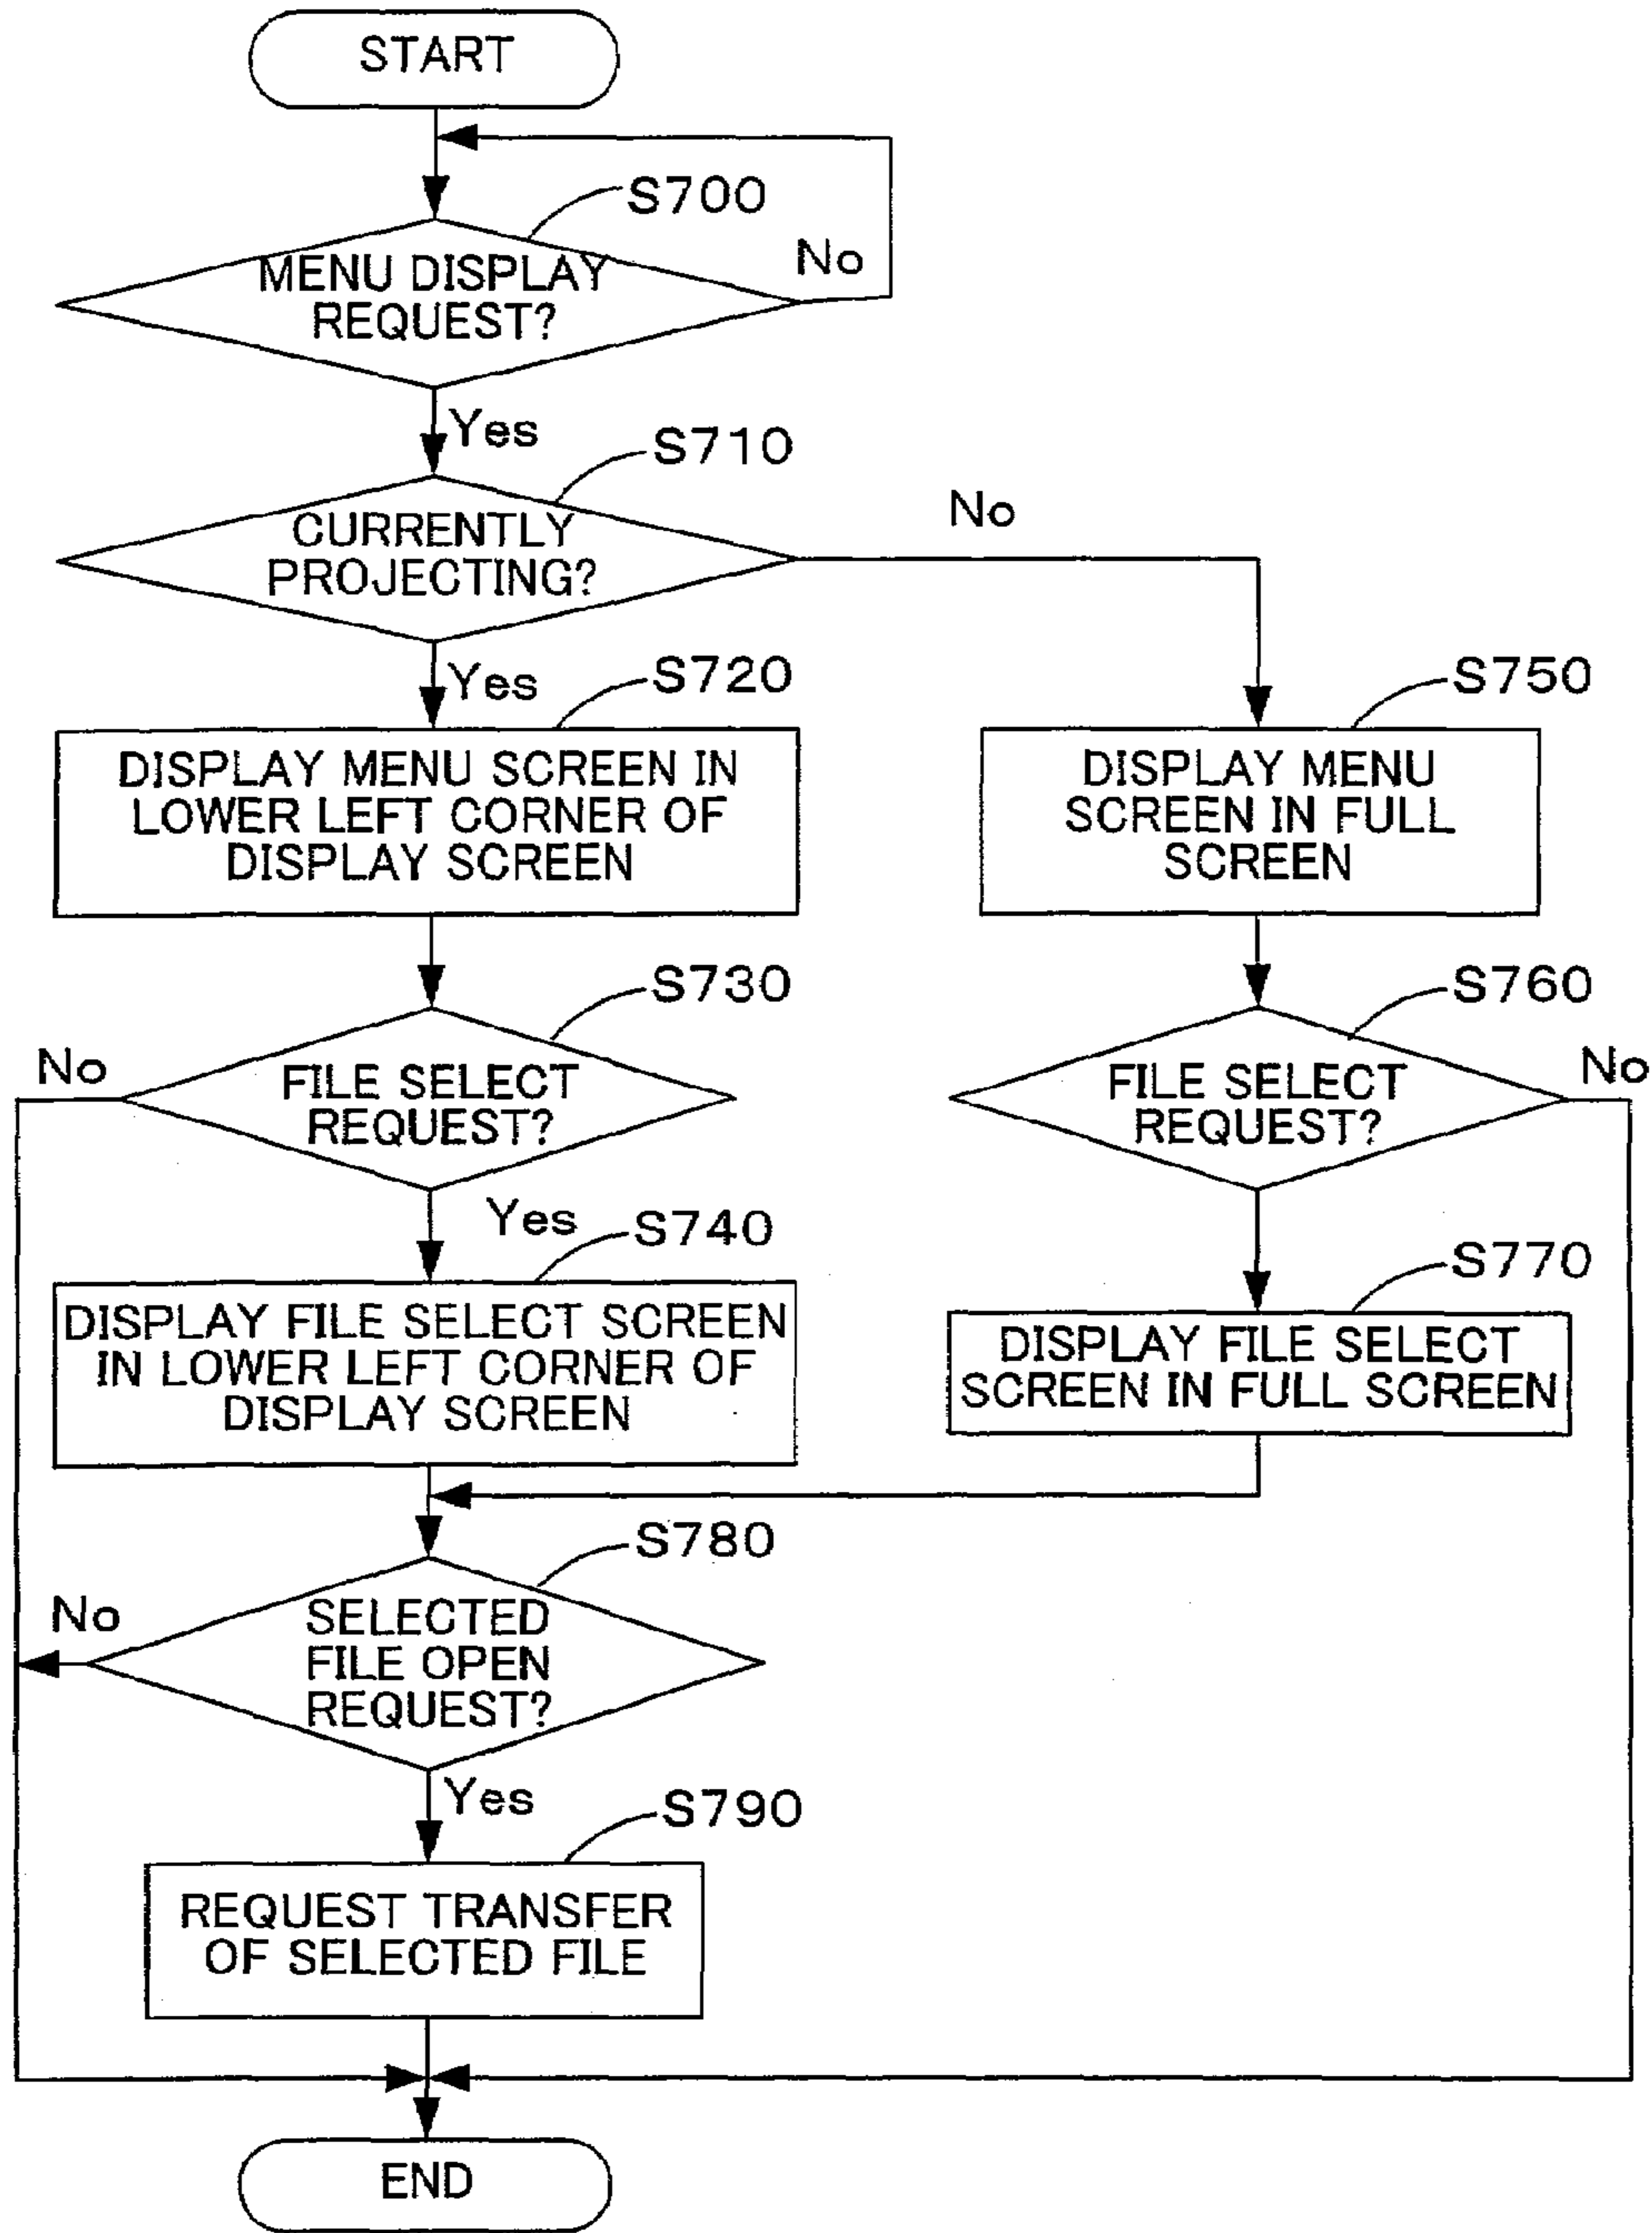 START
S700
MENU DISPLAY
REQUEST?
No
Yes
S710
CURRENTLY
PROJECTING?
No
Yes
S720
DISPLAY MENU SCREEN IN
LOWER LEFT CORNER OF
DISPLAY SCREEN
S750
DISPLAY MENU
SCREEN IN FULL
SCREEN
S730
No
FILE SELECT
REQUEST?
S760
FILE SELECT
REQUEST?
No
Yes
S740
DISPLAY FILE SELECT SCREEN
IN LOWER LEFT CORNER OF
DISPLAY SCREEN
S770
DISPLAY FILE SELECT
SCREEN IN FULL SCREEN
S780
No
SELECTED
FILE OPEN
REQUEST?
Yes
S790
REQUEST TRANSFER
OF SELECTED FILE
END